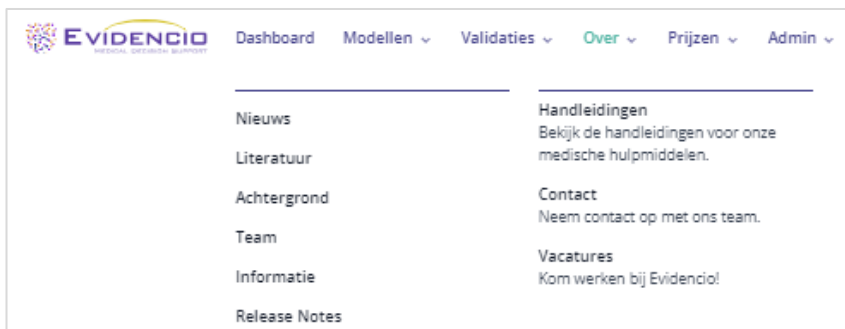 EVIDENCIO
MEDICAL DECISION SUPPORT
Dashboard Modellen Validaties Over Prijzen Admin
Nieuws
Literatuur
Achtergrond
Team
Informatie
Release Notes
Handleidingen
Bekijk de handleidingen voor onze
medische hulpmiddelen.
Contact
Neem contact op met ons team.
Vacatures
Kom werken bij Evidencio!